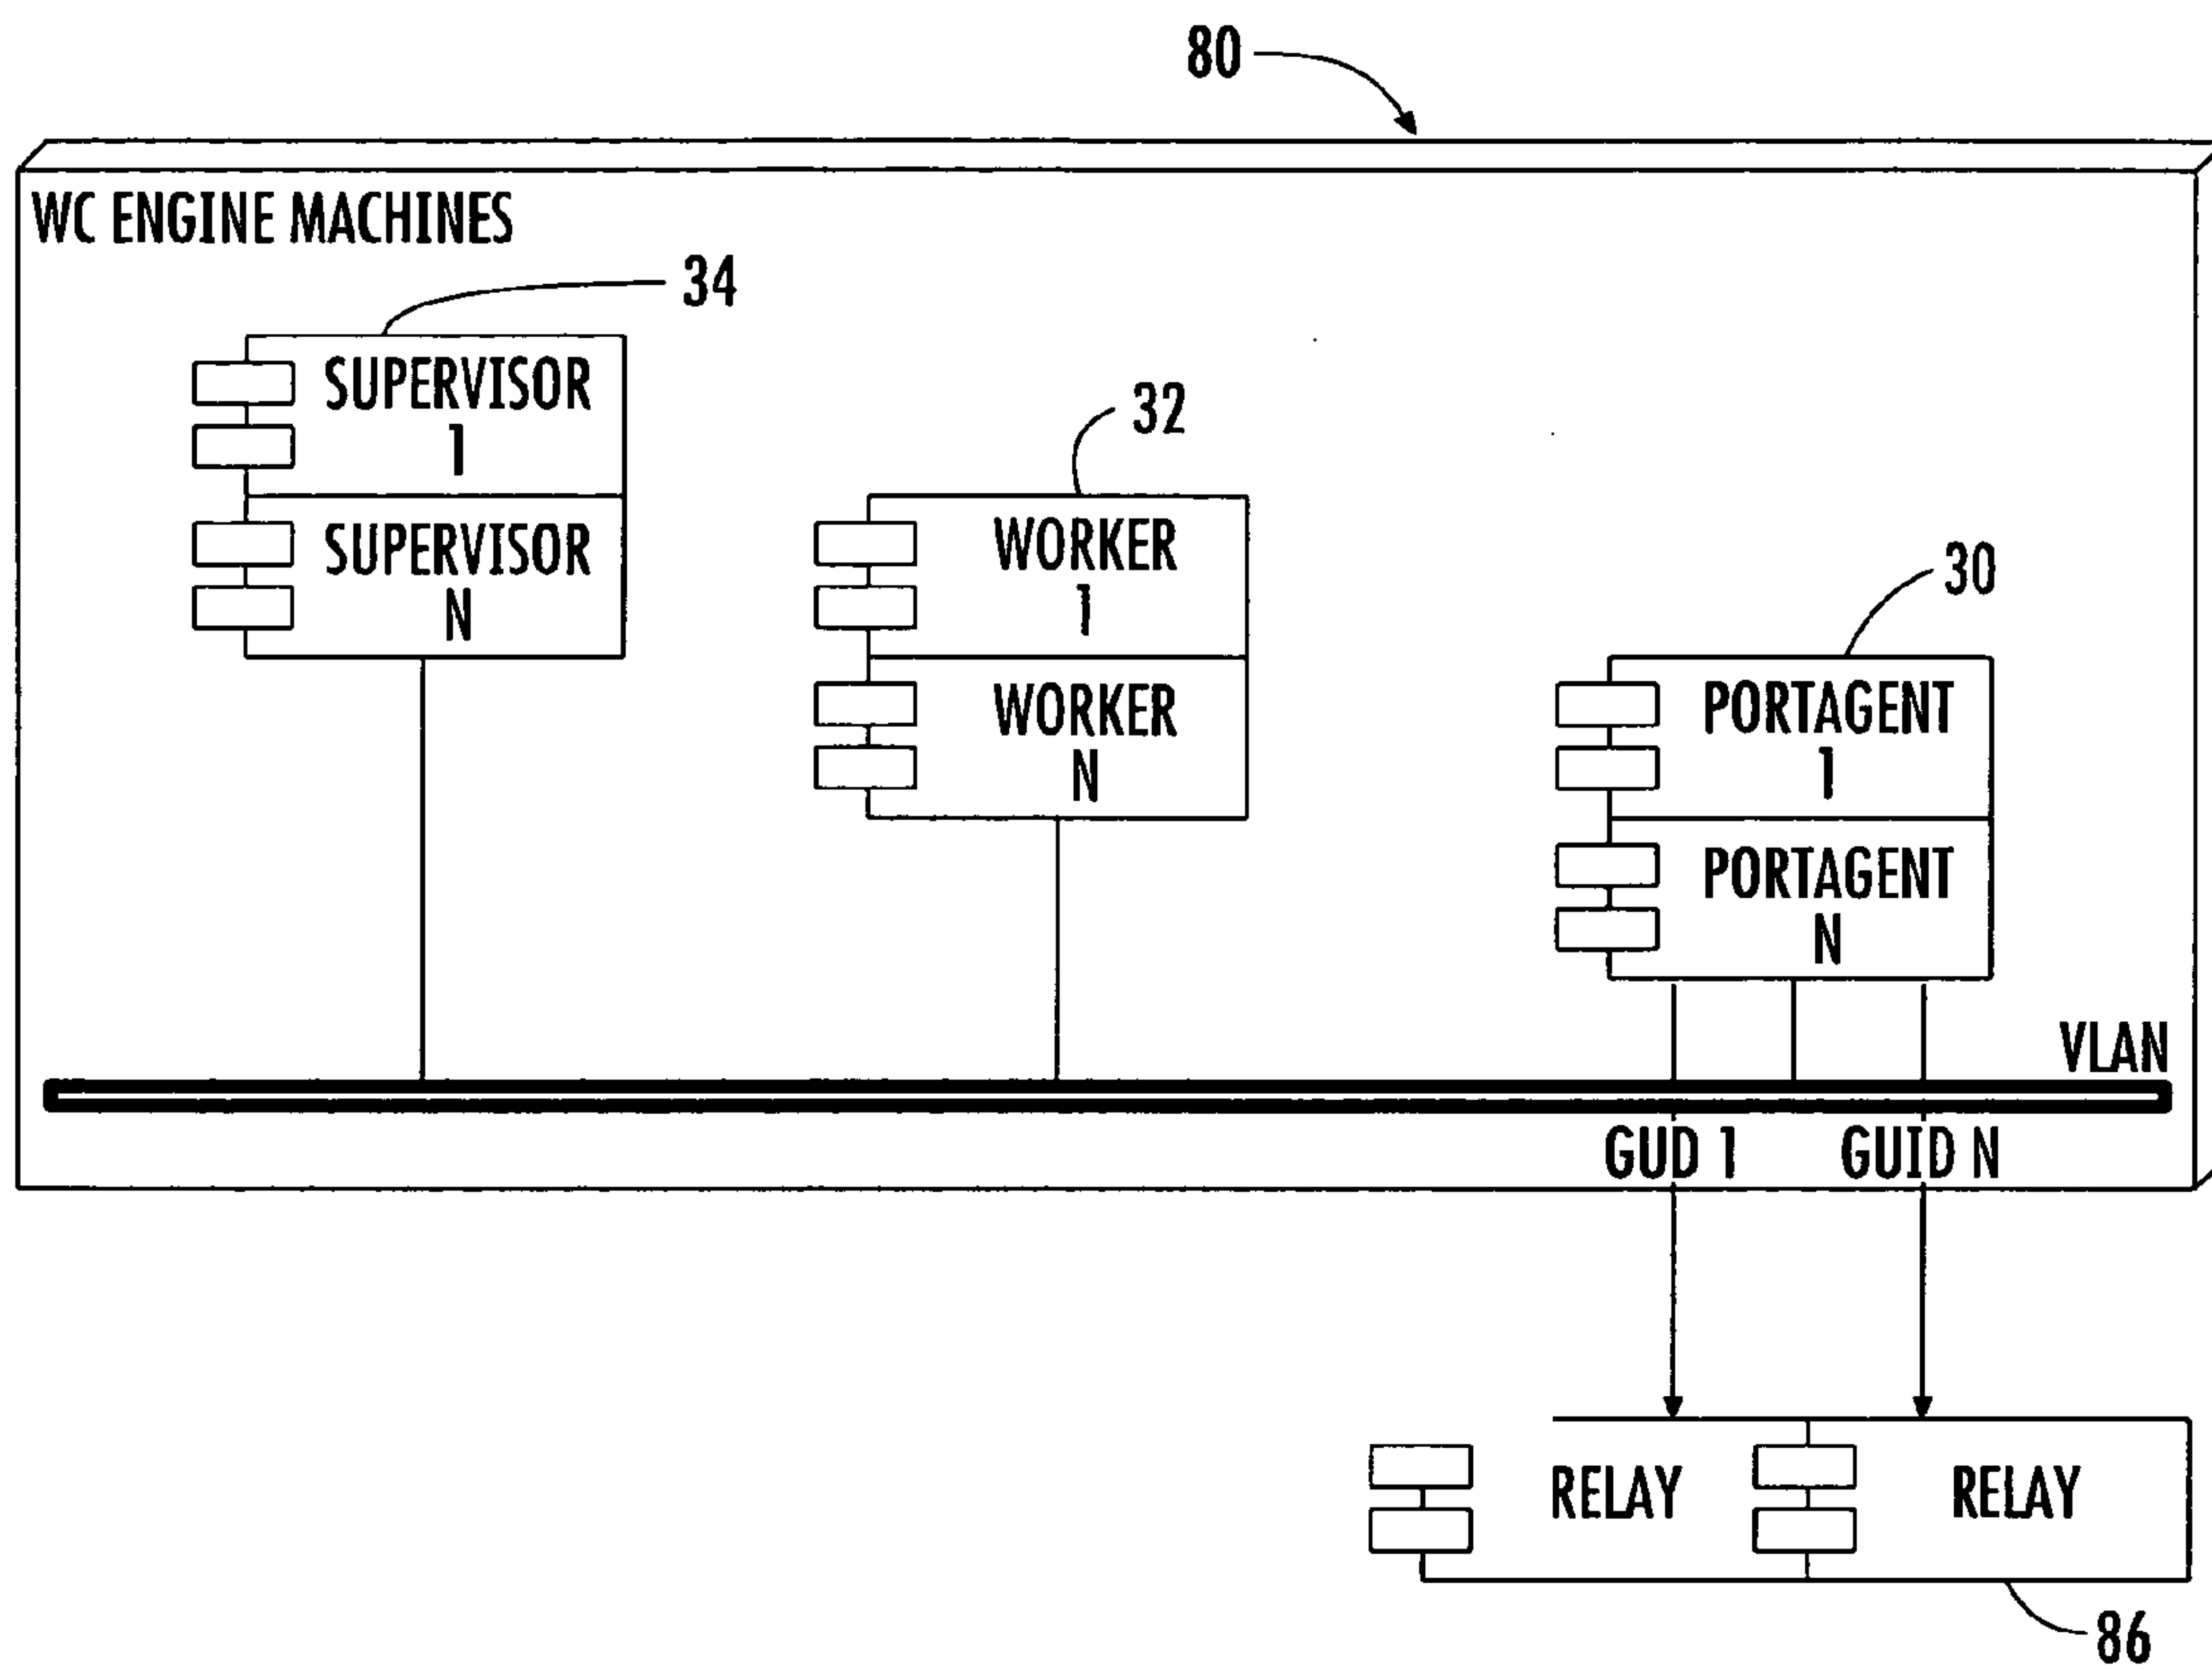 80
WC ENGINE MACHINES
34
SUPERVISOR
1
SUPERVISOR
N
32
WORKER
1
WORKER
N
30
PORTAGENT
1
PORTAGENT
N
VLAN
GUD 1
GUID N
RELAY
RELAY
86